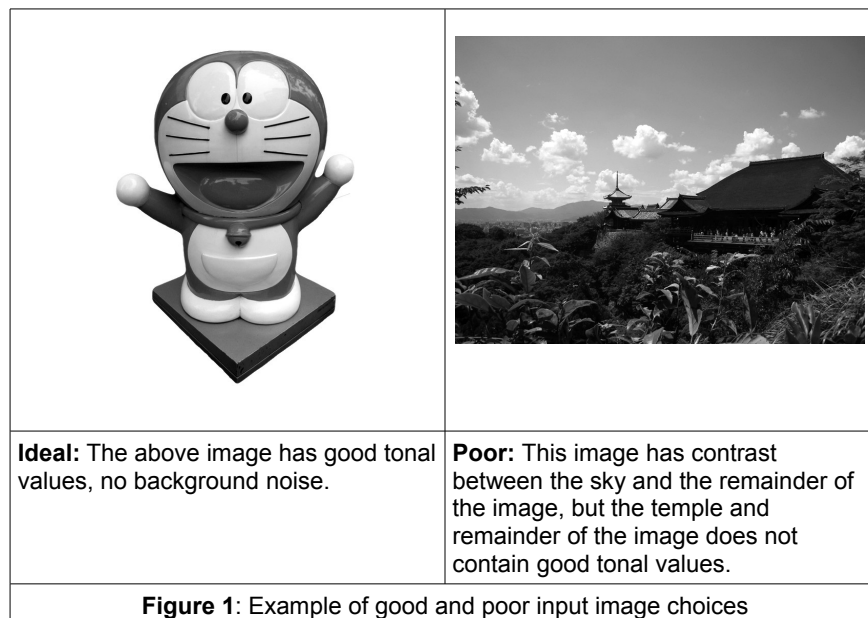 Ideal: The above image has good tonal
values, no background noise.
Poor: This image has contrast
between the sky and the remainder of
the image, but the temple and
remainder of the image does not
contain good tonal values.
Figure 1: Example of good and poor input image choices